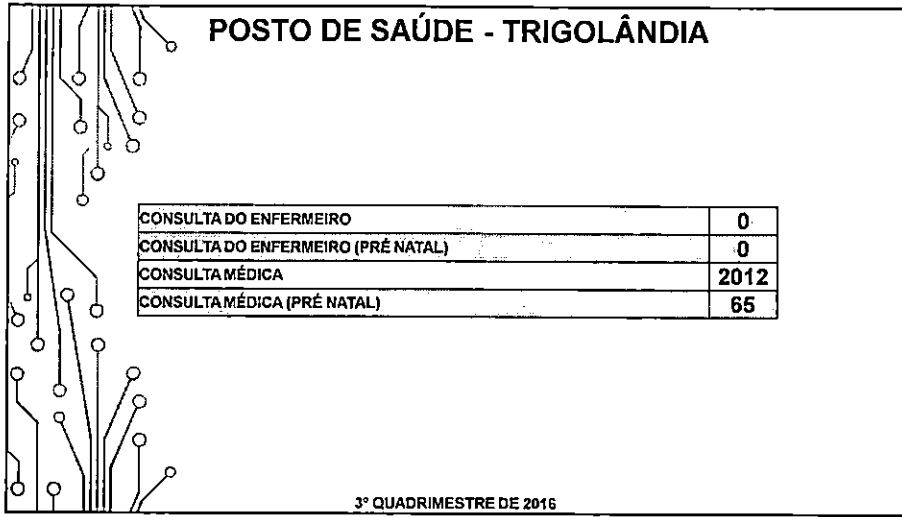 POSTO DE SAÚDE - TRIGOLÂNDIA
CONSULTA DO ENFERMEIRO 0
CONSULTA DO ENFERMEIRO (PRÉ NATAL) 0
CONSULTA MÉDICA 2012
CONSULTA MÉDICA (PRÉ NATAL) 65
3º QUADRIMESTRE DE 2016